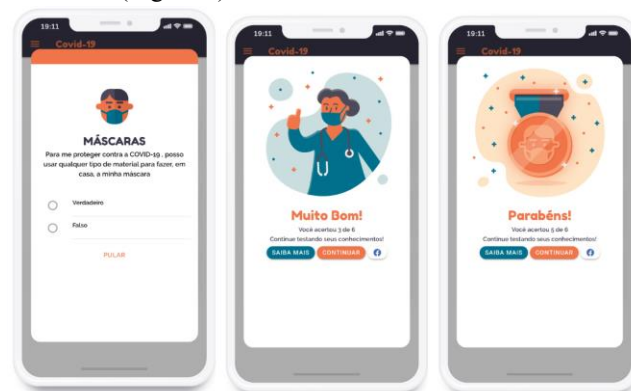 19:11
Covid-19
MÁSCARAS
Para me proteger contra a COVID-19 , posso
usar qualquer tipo de material para fazer, em
casa, a minha máscara
Verdadeiro
Falso
PULAR
19:11
Covid-19
Muito Bom!
Você acertou 3 de 6
Continue testando seus conhecimentos!
SAIBA MAIS CONTINUAR
19:11
Covid-19
Parabéns!
Você acertou 5 de 6
Continue testando seus conhecimentos!
SAIBA MAIS CONTINUAR